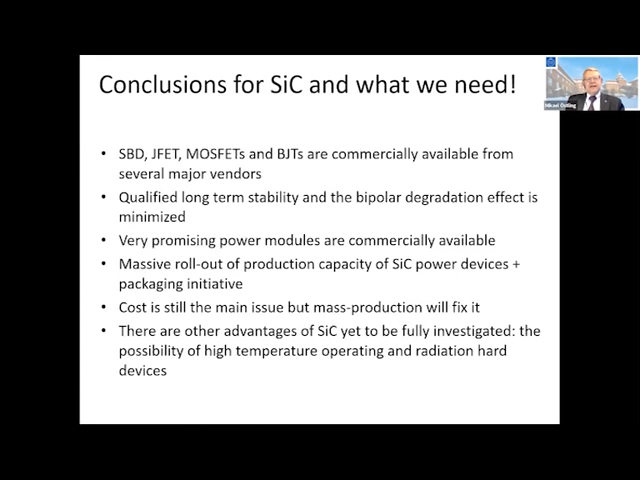 Conclusions for SiC and what we need!
Mikael Östling
• SBD, JFET, MOSFETs and BJTs are commercially available from
several major vendors
• Qualified long term stability and the bipolar degradation effect is
minimized
• Very promising power modules are commercially available
• Massive roll-out of production capacity of SiC power devices +
packaging initiative
• Cost is still the main issue but mass-production will fix it
• There are other advantages of SiC yet to be fully investigated: the
possibility of high temperature operating and radiation hard
devices